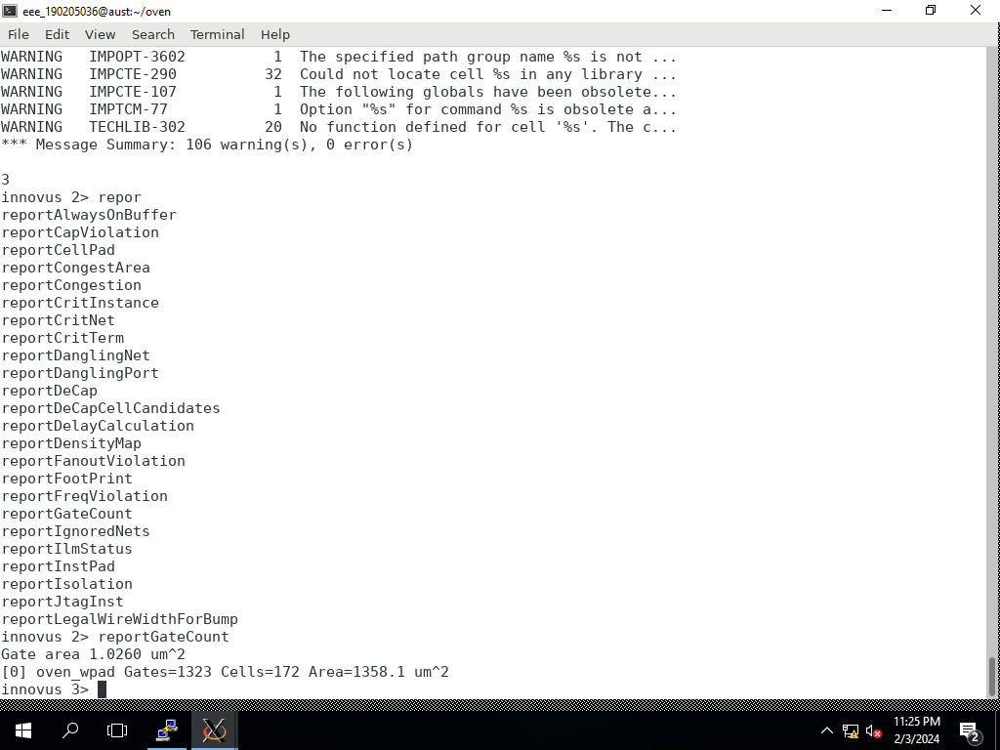 eee_190205036@aust:~/oven
File Edit View Search Terminal Help
WARNING IMPOPT-3602 1 The specified path group name %s is not ...
WARNING IMPCTE-290 32 Could not locate cell %s in any library ...
WARNING IMPCTE-107 1 The following globals have been obsolete...
WARNING IMPTCM-77 1 Option "%s" for command %s is obsolete a...
WARNING TECHLIB-302 20 No function defined for cell '%s'. The c...
*** Message Summary: 106 warning(s), 0 error(s)
3
innovus 2> repor
reportAlwaysOnBuffer
reportCapViolation
reportCellPad
reportCongestArea
reportCongestion
reportCritInstance
reportCritNet
reportCritTerm
reportDanglingNet
reportDanglingPort
reportDeCap
reportDeCapCellCandidates
reportDelayCalculation
reportDensityMap
reportFanoutViolation
reportFootPrint
reportFreqViolation
reportGateCount
reportIgnoredNets
reportIlmStatus
reportInstPad
reportIsolation
reportJtagInst
reportLegalWireWidthForBump
innovus 2> reportGateCount
Gate area 1.0260 um^2
[0] oven_wpad Gates=1323 Cells=172 Area=1358.1 um^2
innovus 3>
11:25 PM
2/3/2024
2